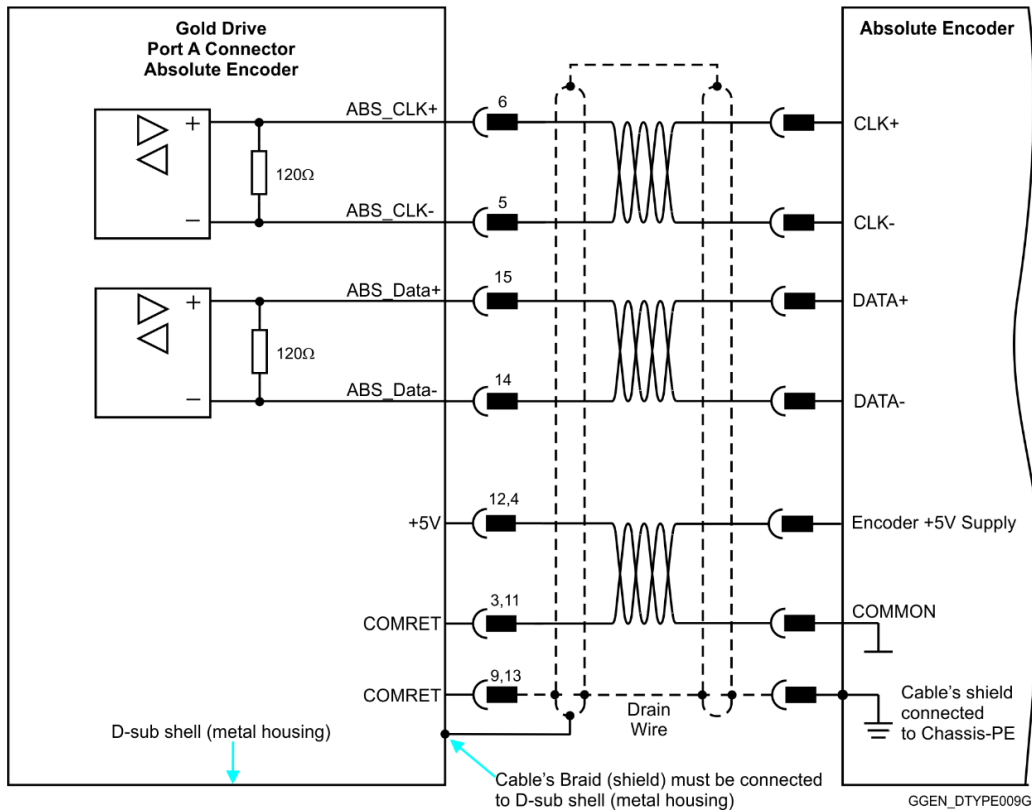 Gold Drive
Port A Connector
Absolute Encoder
Absolute Encoder
ABS_CLK+
6
CLK+
+
120Ω
−
ABS_CLK-
5
CLK-
ABS_Data+
15
DATA+
+
120Ω
−
ABS_Data-
14
DATA-
+5V
12,4
Encoder +5V Supply
COMRET
3,11
COMMON
COMRET
9,13
Drain
Wire
Cable's shield
connected
to Chassis-PE
D-sub shell (metal housing)
Cable's Braid (shield) must be connected
to D-sub shell (metal housing)
GGEN_DTYPE009G